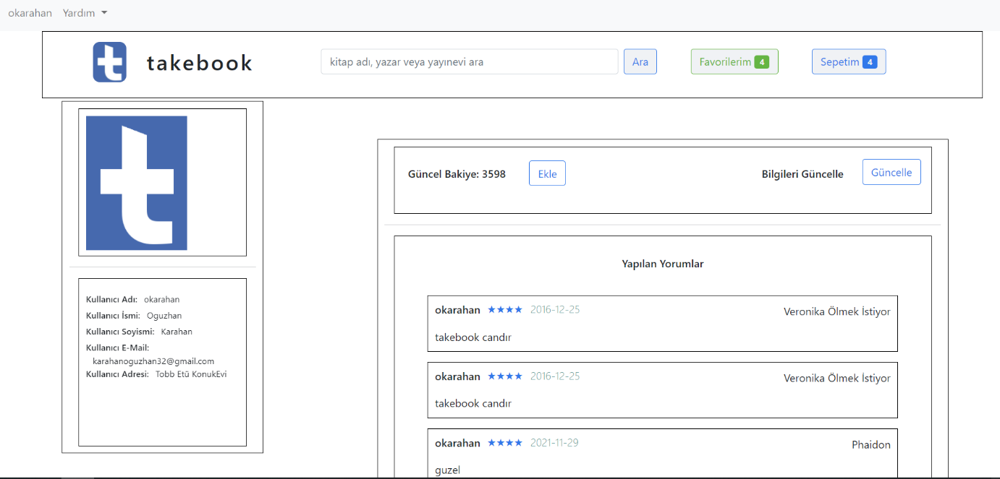 okarahan Yardım
takebook
kitap adı, yazar veya yayınevi ara
Ara
Favorilerim 4
Sepetim 4
Kullanıcı Adı: okarahan
Kullanıcı İsmi: Oguzhan
Kullanıcı Soyismi: Karahan
Kullanıcı E-Mail:
karahanoguzhan32@gmail.com
Kullanıcı Adresi: Tobb Etü KonukEvi
Güncel Bakiye: 3598
Ekle
Bilgileri Güncelle
Güncelle
Yapılan Yorumlar
okarahan ★★★★ 2016-12-25
Veronika Ölmek İstiyor
takebook candır
okarahan ★★★★ 2016-12-25
Veronika Ölmek İstiyor
takebook candır
okarahan ★★★★ 2021-11-29
Phaidon
guzel